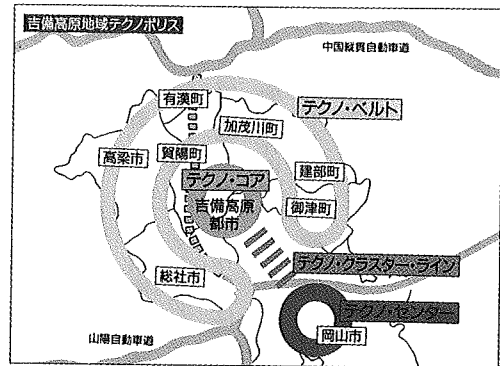 吉備高原地域テクノポリス
中国縦貫自動車道
有漢町
テクノ・ベルト
加茂川町
高梁市
賀陽町
建部町
テクノ・コア
吉備高原
都市
御津町
テクノ・クラスター・ライン
総社市
テクノ・センター
岡山市
山陽自動車道